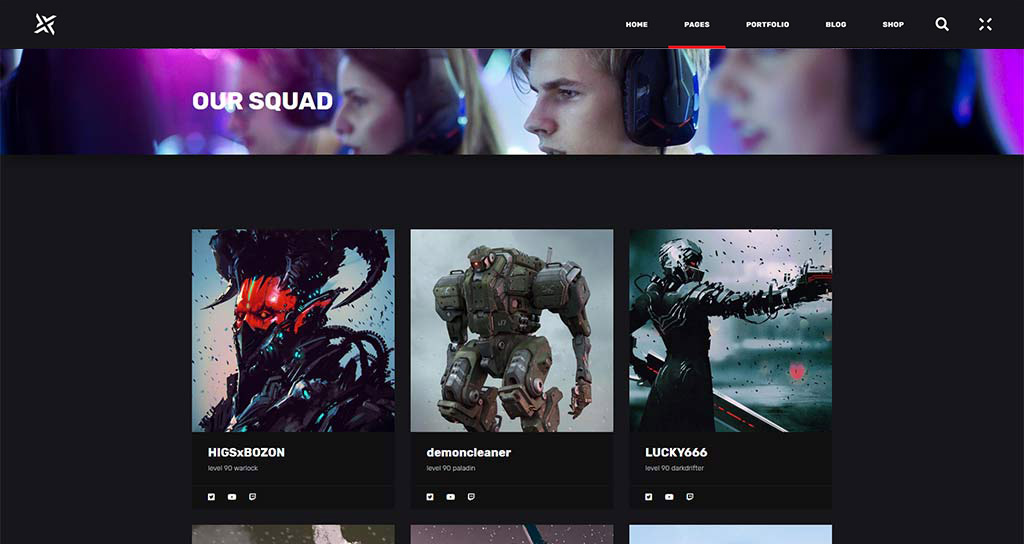 HOME
PAGES
PORTFOLIO
BLOG
SHOP
OUR SQUAD
HIGSxBOZON
level 90 warlock
demoncleaner
level 90 paladin
LUCKY666
level 90 darkdrifter